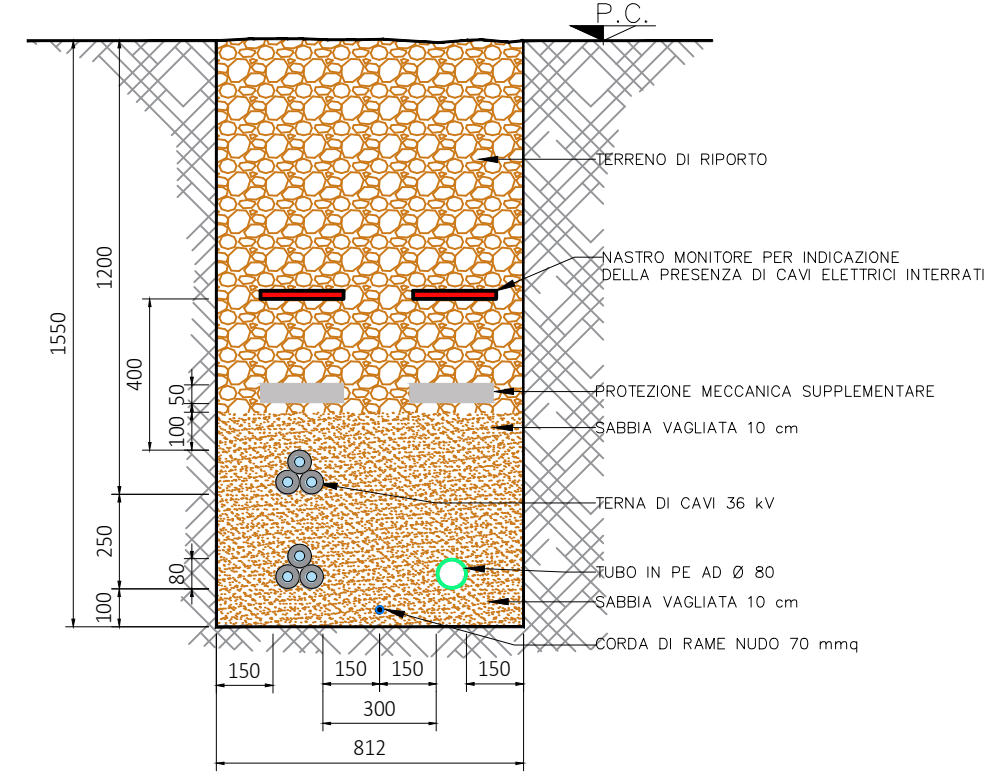 P.C.
TERRENO DI RIPORTO
NASTRO MONITORE PER INDICAZIONE
DELLA PRESENZA DI CAVI ELETTRICI INTERRATI
PROTEZIONE MECCANICA SUPPLEMENTARE
SABBIA VAGLIATA 10 cm
TERNA DI CAVI 36 kV
TUBO IN PE AD Ø 80
SABBIA VAGLIATA 10 cm
CORDA DI RAME NUDO 70 mmq
1550
1200
400
50
100
250
80
100
150
150
150
150
300
812